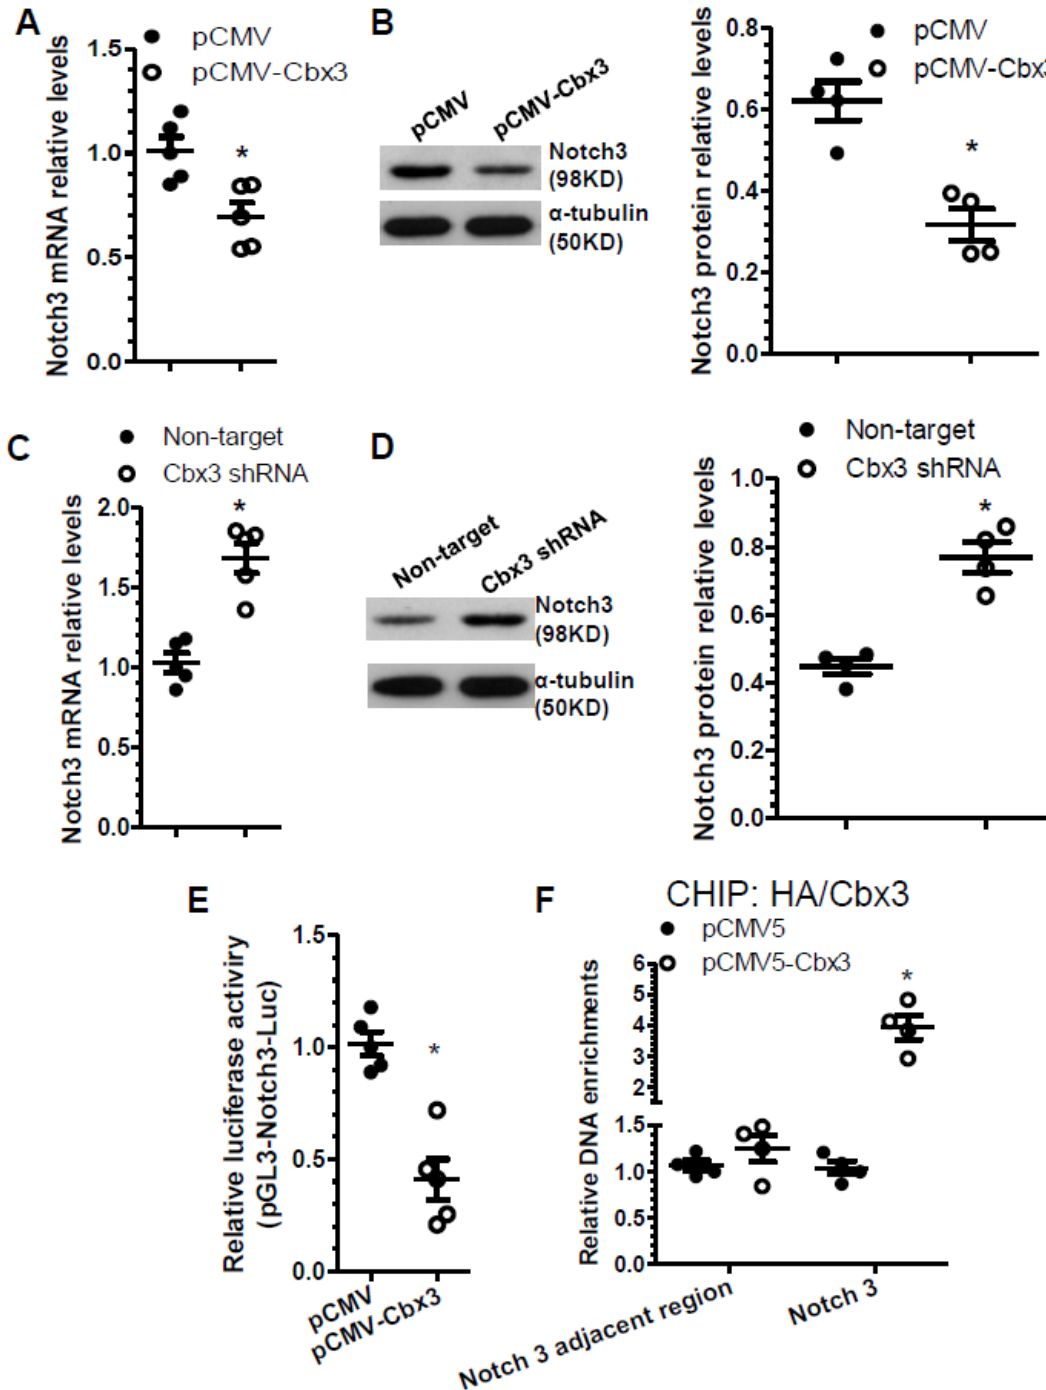 A
pCMV
pCMV-Cbx3
Notch3 mRNA relative levels
1.5
1.0
0.5
0.0
*
B
pCMV
pCMV-Cbx3
Notch3
(98KD)
α-tubulin
(50KD)
pCMV
pCMV-Cbx3
Notch3 protein relative levels
0.8
0.6
0.4
0.2
0.0
*
C
Non-target
Cbx3 shRNA
Notch3 mRNA relative levels
2.0
1.5
1.0
0.5
0.0
*
D
Non-target
Cbx3 shRNA
Notch3
(98KD)
α-tubulin
(50KD)
Non-target
Cbx3 shRNA
Notch3 protein relative levels
1.0
0.8
0.6
0.4
0.2
0.0
*
E
Relative luciferase activiry
(pGL3-Notch3-Luc)
1.5
1.0
0.5
0.0
*
pCMV
pCMV-Cbx3
F
CHIP: HA/Cbx3
pCMV5
pCMV5-Cbx3
Relative DNA enrichments
6
5
4
3
2
1.5
1.0
0.5
0.0
*
Notch 3 adjacent region
Notch 3